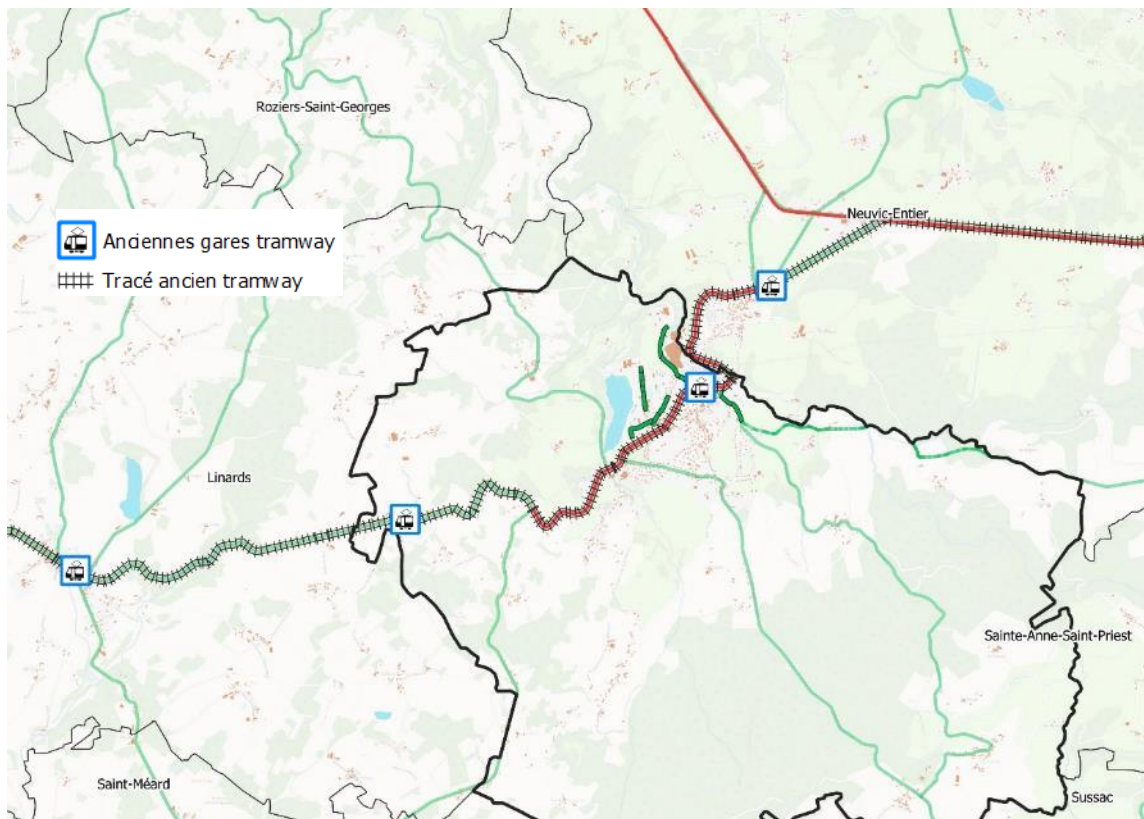 Roziers-Saint-Georges
Neuvic-Entier
Anciennes gares tramway
Tracé ancien tramway
Linards
Sainte-Anne-Saint-Priest
Saint-Méard
Sussac